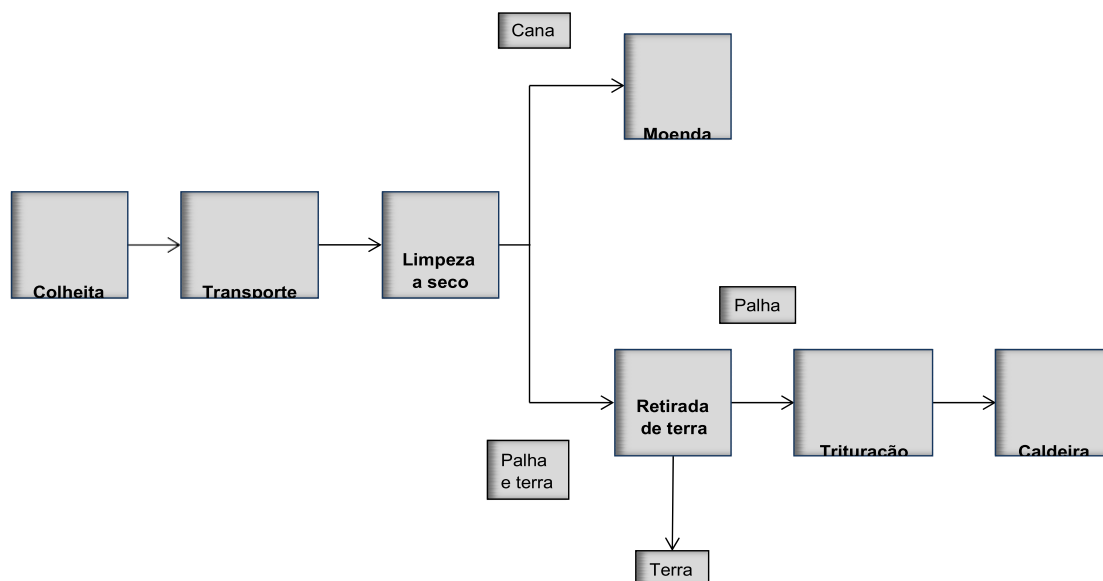 Cana
Moenda
Colheita
Transporte
Limpeza
a seco
Palha
Retirada
de terra
Trituração
Caldeira
Palha
e terra
Terra